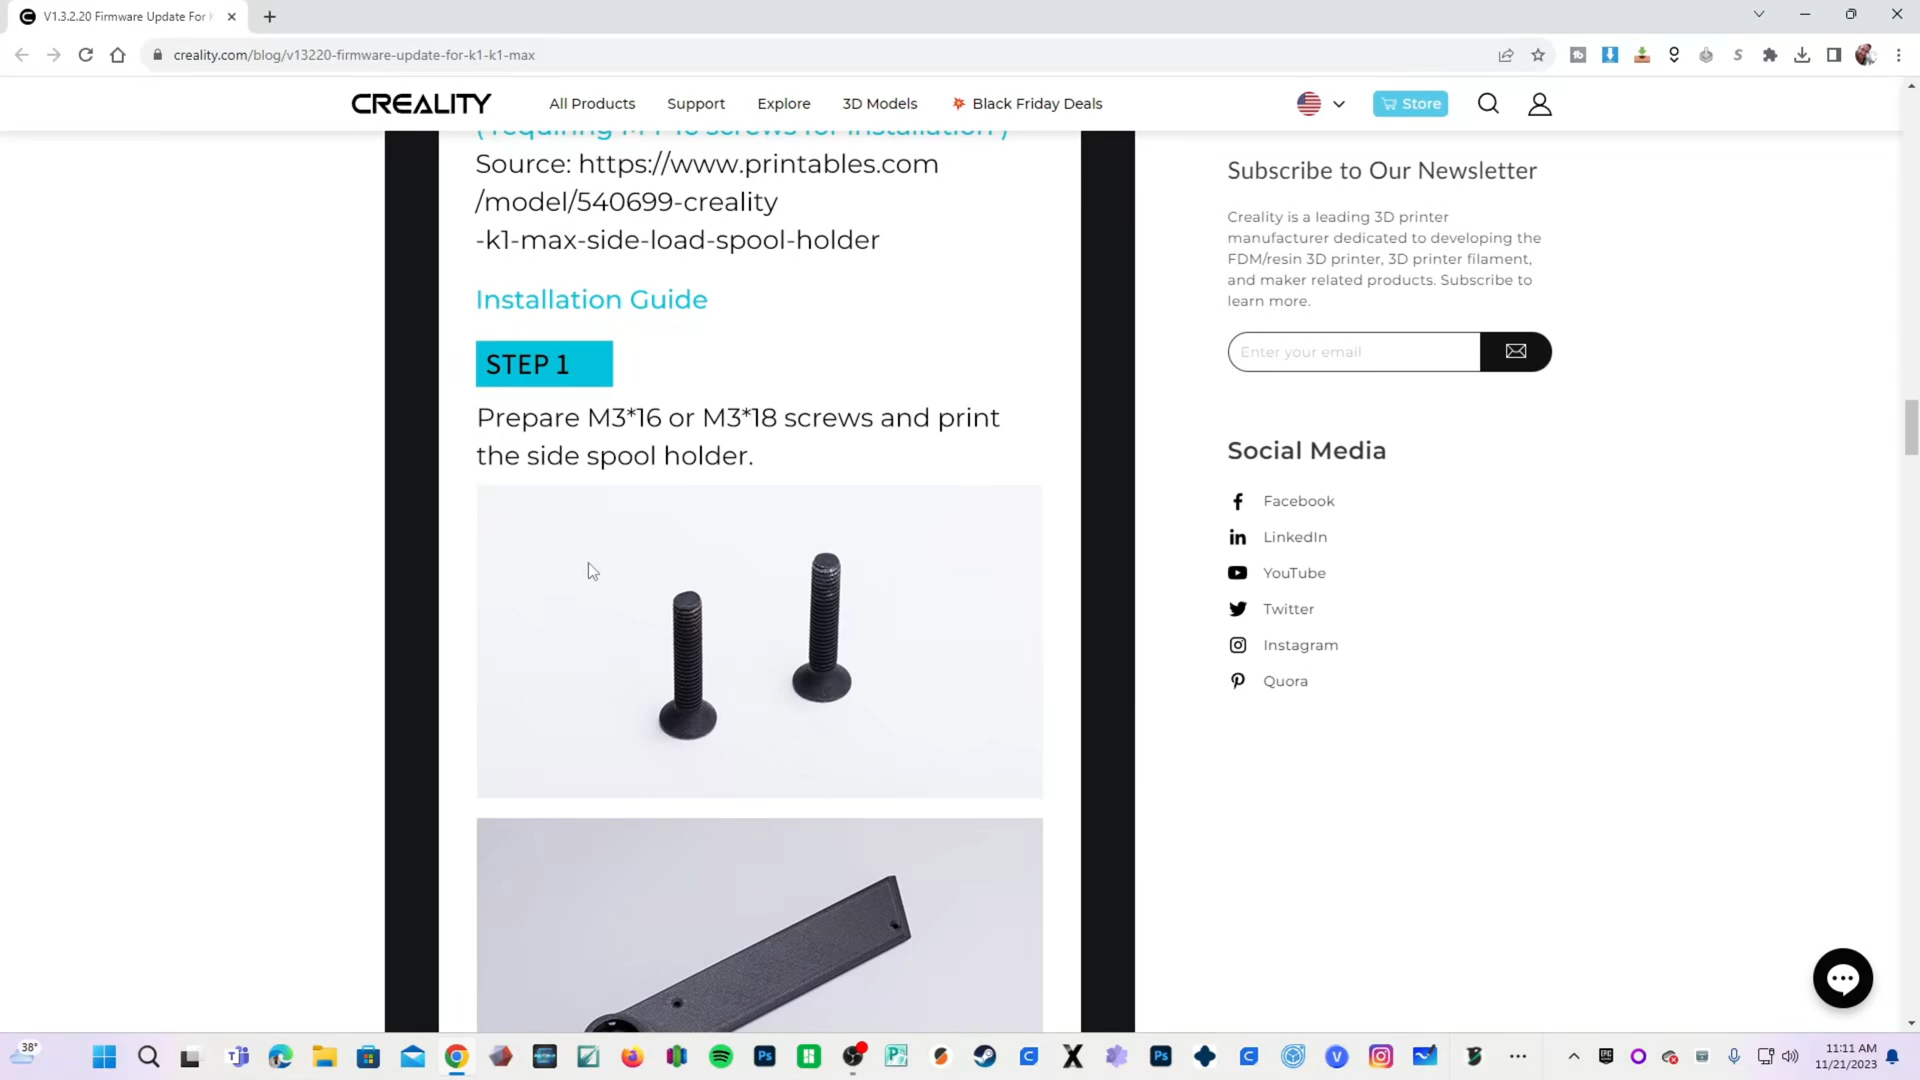 V1.3.2.20 Firmware Update For
creality.com/blog/v13220-firmware-update-for-k1-k1-max
CREALITY
All Products
Support
Explore
3D Models
Black Friday Deals
Store
Source: https://www.printables.com
/model/540699-creality
-k1-max-side-load-spool-holder
Installation Guide
STEP 1
Prepare M3*16 or M3*18 screws and print
the side spool holder.
Subscribe to Our Newsletter
Creality is a leading 3D printer
manufacturer dedicated to developing the
FDM/resin 3D printer, 3D printer filament,
and maker related products. Subscribe to
learn more.
Enter your email
Social Media
Facebook
LinkedIn
YouTube
Twitter
Instagram
Quora
38°
11:11 AM
11/21/2023